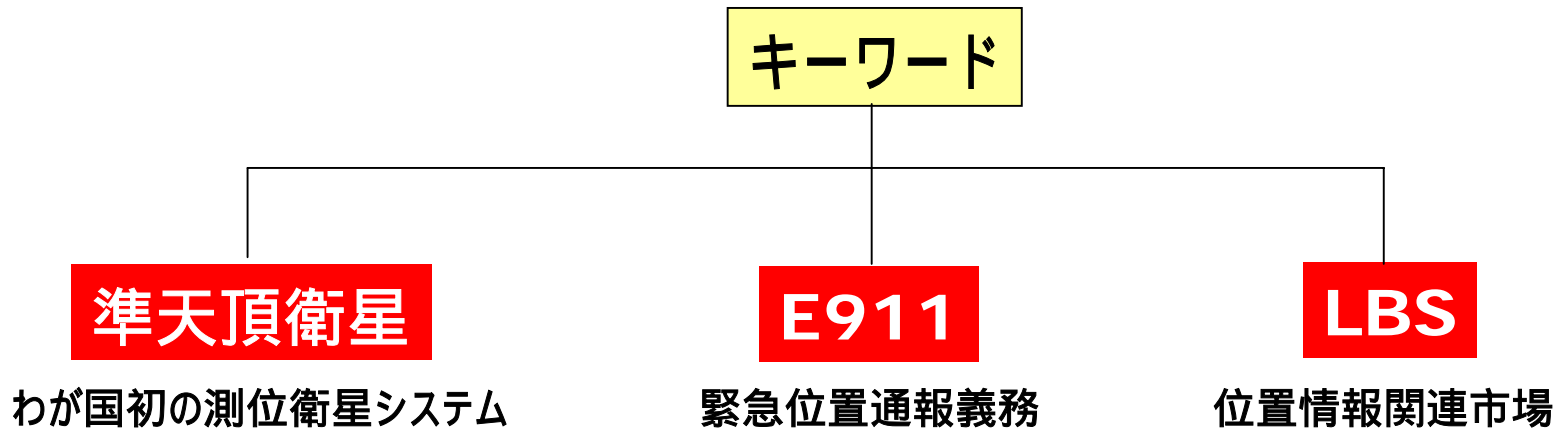 キーワード
準天頂衛星
E911
LBS
わが国初の測位衛星システム
緊急位置通報義務
位置情報関連市場